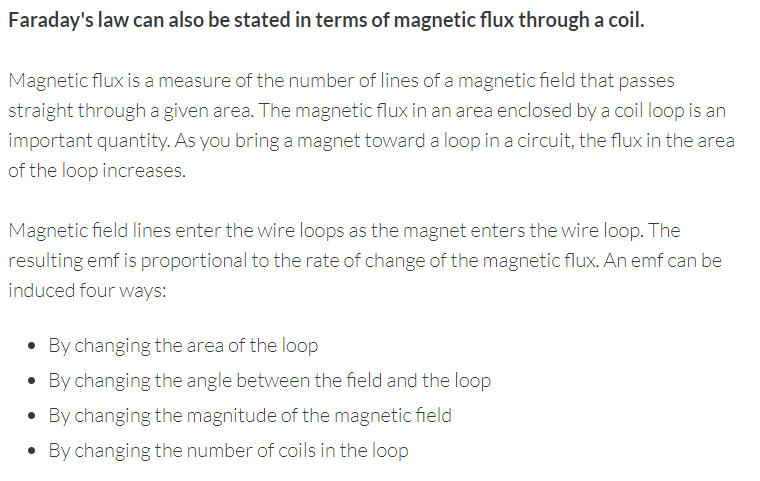 Faraday's law can also be stated in terms of magnetic flux through a coil.
Magnetic flux is a measure of the number of lines of a magnetic field that passes
straight through a given area. The magnetic flux in an area enclosed by a coil loop is an
important quantity. As you bring a magnet toward a loop in a circuit, the flux in the area
of the loop increases.
Magnetic field lines enter the wire loops as the magnet enters the wire loop. The
resulting emf is proportional to the rate of change of the magnetic flux. An emf can be
induced four ways:
• By changing the area of the loop
• By changing the angle between the field and the loop
• By changing the magnitude of the magnetic field
• By changing the number of coils in the loop